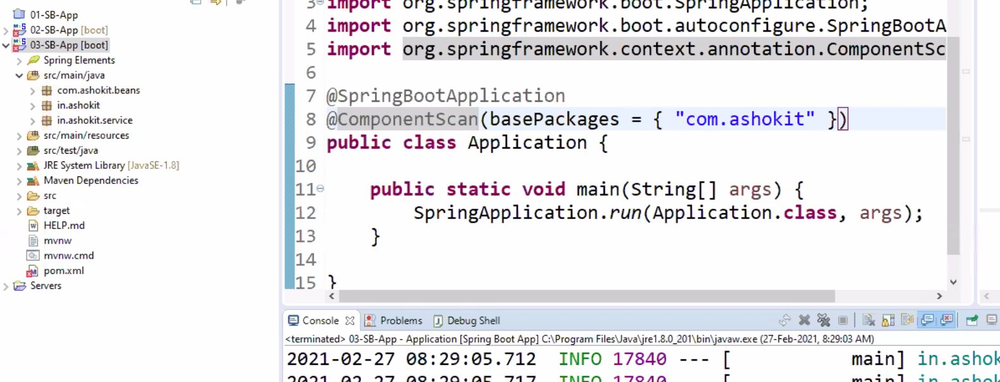 01-SB-App
02-SB-App [boot]
03-SB-App [boot]
Spring Elements
src/main/java
com.ashokit.beans
in.ashokit
in.ashokit.service
src/main/resources
src/test/java
JRE System Library [JavaSE-1.8]
Maven Dependencies
src
target
HELP.md
mvnw
mvnw.cmd
pom.xml
Servers
3 import org.springframework.boot.SpringApplication;
4 import org.springframework.boot.autoconfigure.SpringBootA
5 import org.springframework.context.annotation.ComponentSc
6
7 @SpringBootApplication
8 @ComponentScan(basePackages = { "com.ashokit" })
9 public class Application {
10
11 public static void main(String[] args) {
12 SpringApplication.run(Application.class, args);
13 }
14
15 }
Console Problems Debug Shell
<terminated> 03-SB-App - Application [Spring Boot App] C:\Program Files\Java\jre1.8.0_201\bin\javaw.exe (27-Feb-2021, 8:29:03 AM)
2021-02-27 08:29:05.712 INFO 17840 --- [ main] in.ashok
2021-02-27 08:29:05.717 INFO 17840 --- [ main] in.ashok